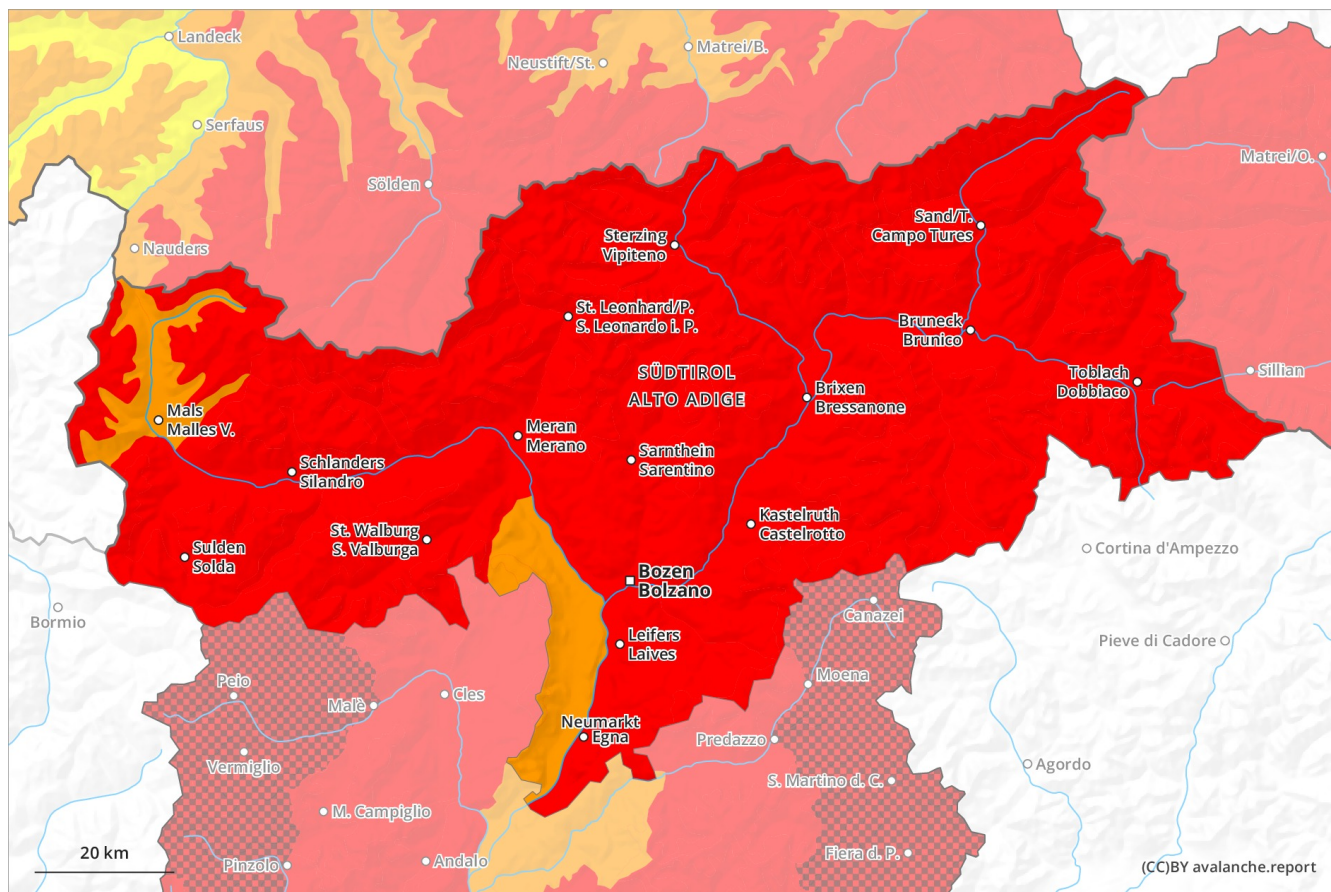 Landeck
Matrei/B.
Neustift/St.
Serfaus
Matrei/O.
Sölden
Sand/T.
Campo Tures
Sterzing
Vipiteno
Nauders
St. Leonhard/P.
S. Leonardo i. P.
Bruneck
Brunico
SÜDTIROL
ALTO ADIGE
Toblach
Dobbiaco
Sillian
Brixen
Bressanone
Mals
Malles V.
Meran
Merano
Sarnthein
Sarentino
Schlanders
Silandro
Kastelruth
Castelrotto
St. Walburg
S. Valburga
Sulden
Solda
Cortina d'Ampezzo
Bozen
Bolzano
Bormio
Canazei
Leifers
Laives
Pieve di Cadore
Peio
Moena
Cles
Malè
Neumarkt
Egna
Predazzo
Vermiglio
Agordo
S. Martino d. C.
M. Campiglio
20 km
Andalo
Fiera d. P.
Pinzolo
(CC)BY avalanche.report